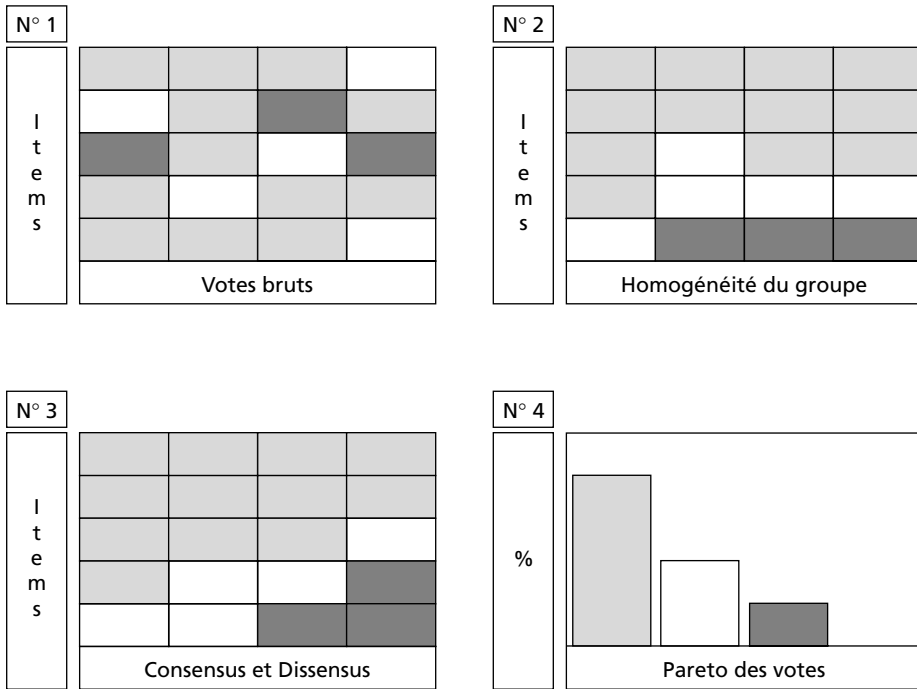 N° 1
I
t
e
m
s
Votes bruts
N° 2
I
t
e
m
s
Homogénéité du groupe
N° 3
I
t
e
m
s
Consensus et Dissensus
N° 4
%
Pareto des votes